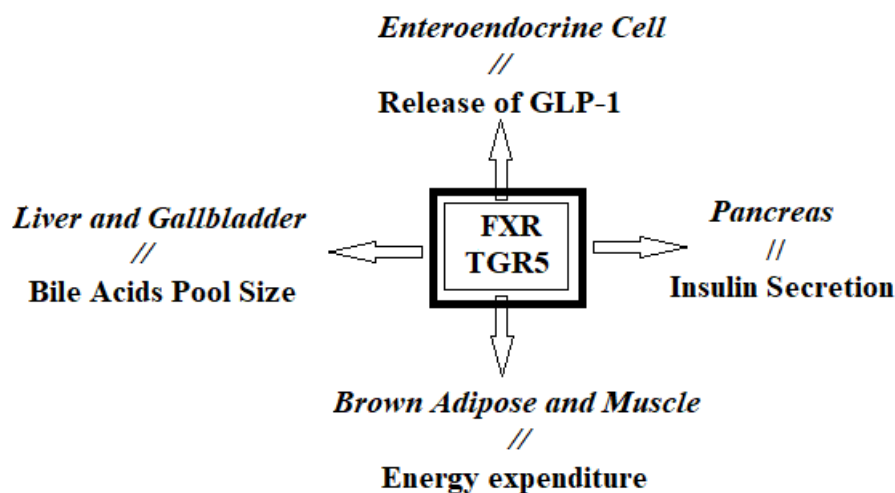 Enteroendocrine Cell
//
Release of GLP-1
Liver and Gallbladder
//
Bile Acids Pool Size
FXR
TGR5
Pancreas
//
Insulin Secretion
Brown Adipose and Muscle
//
Energy expenditure